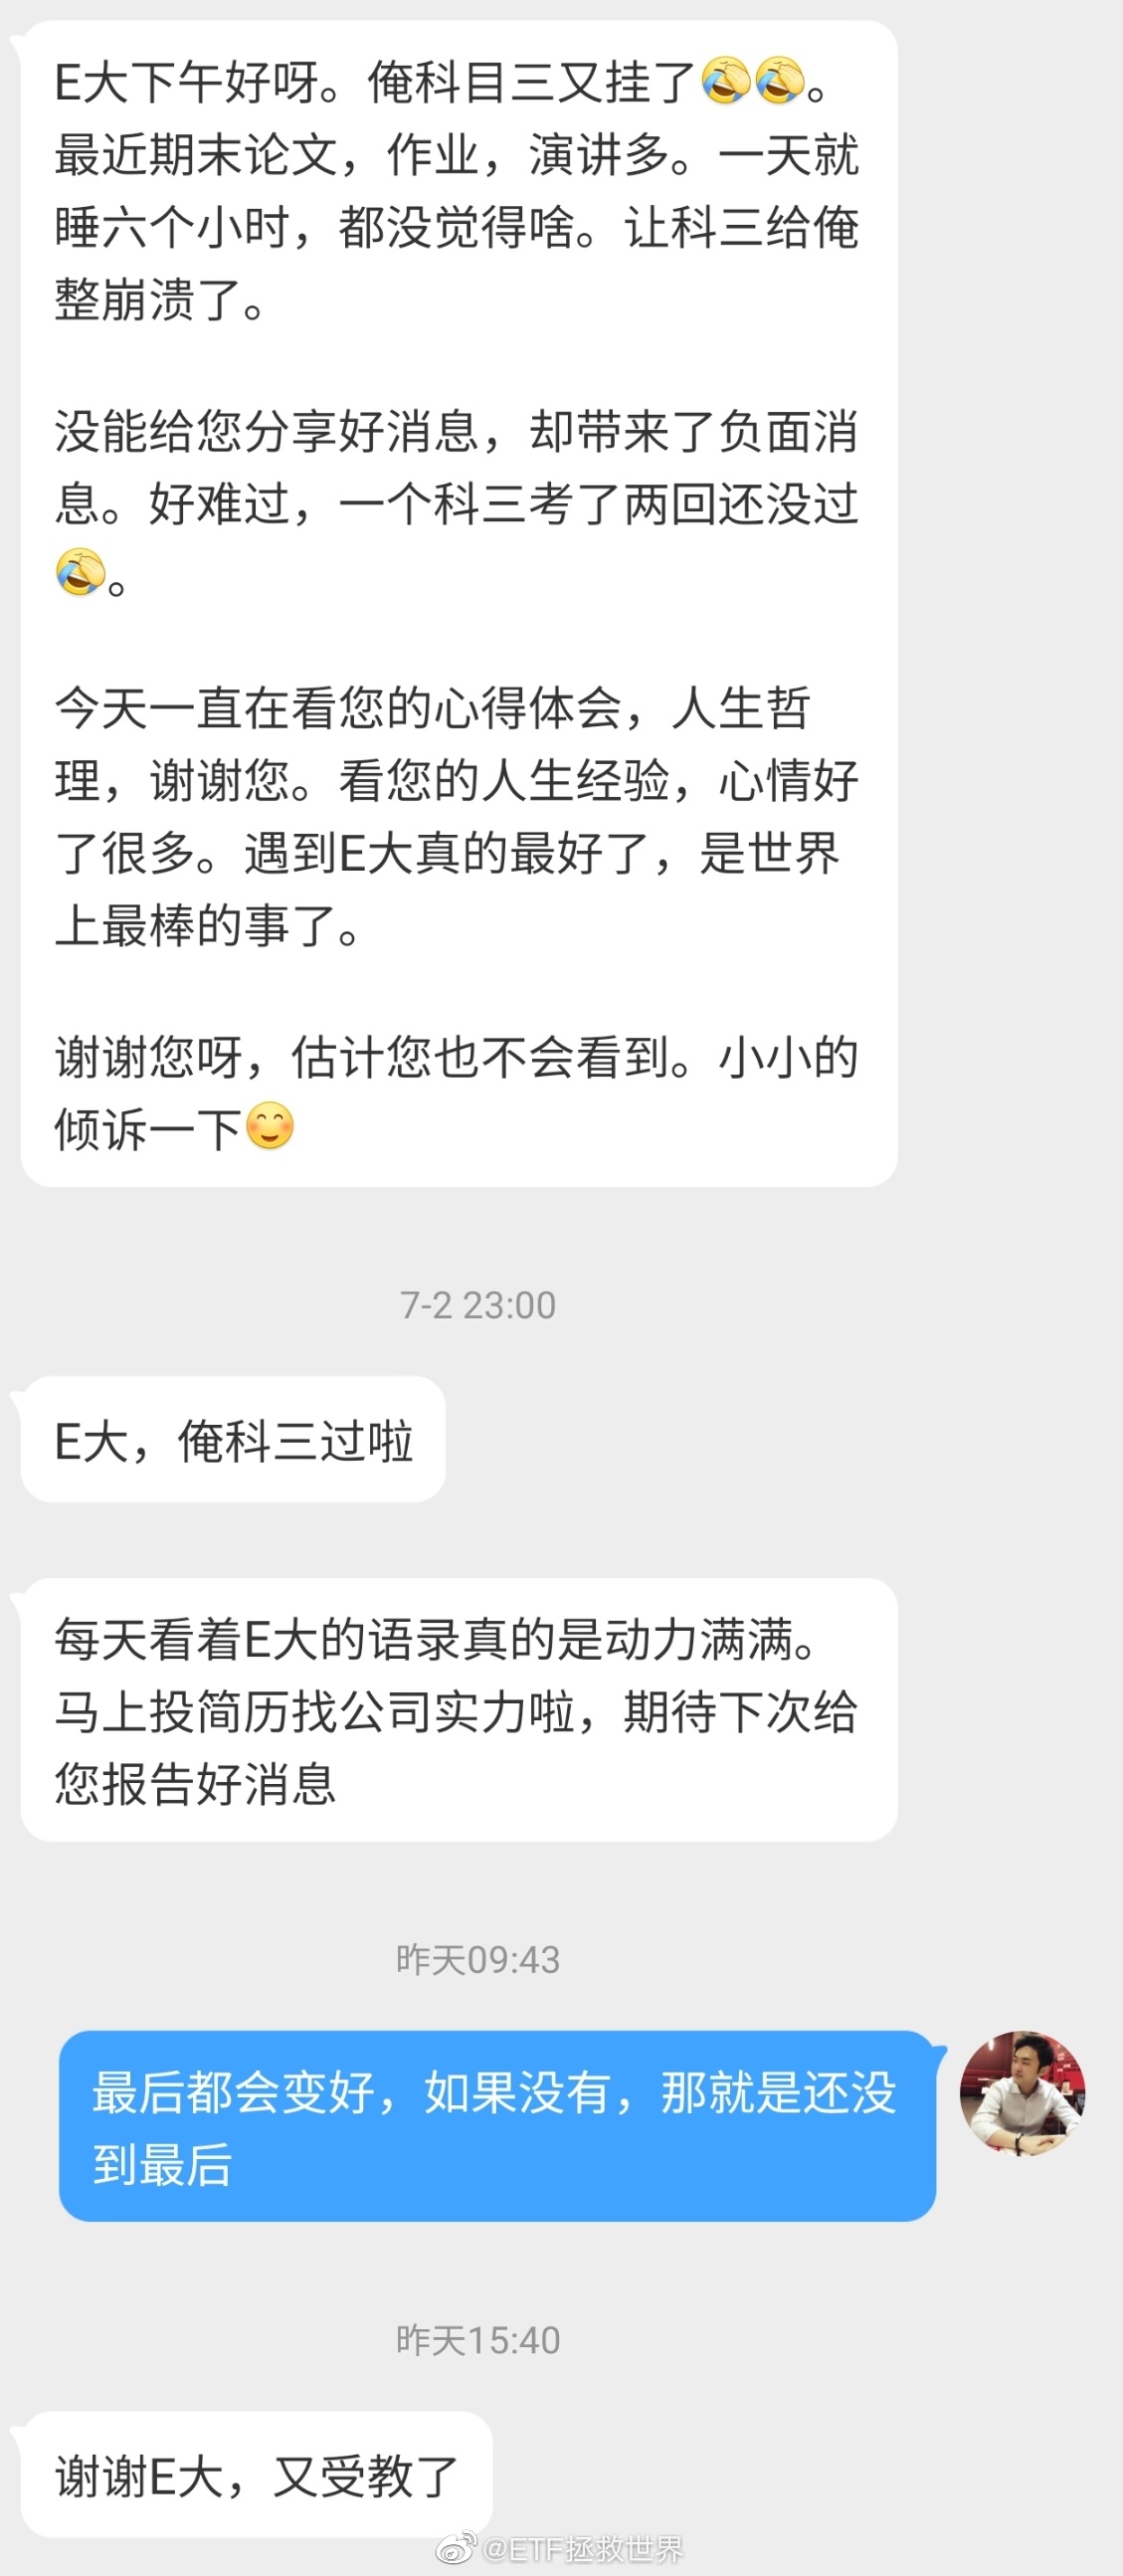 E大下午好呀。俺科目三又挂了🤣🤣。
最近期末论文，作业，演讲多。一天就
睡六个小时，都没觉得啥。让科三给俺
整崩溃了。
没能给您分享好消息，却带来了负面消
息。好难过，一个科三考了两回还没过
🤣。
今天一直在看您的心得体会，人生哲
理，谢谢您。看您的人生经验，心情好
了很多。遇到E大真的最好了，是世界
上最棒的事了。
谢谢您呀，估计您也不会看到。小小的
倾诉一下😊
7-2 23:00
E大，俺科三过啦
每天看着E大的语录真的是动力满满。
马上投简历找公司实力啦，期待下次给
您报告好消息
昨天09:43
最后都会变好，如果没有，那就是还没
到最后
昨天15:40
谢谢E大，又受教了
@ETF拯救世界